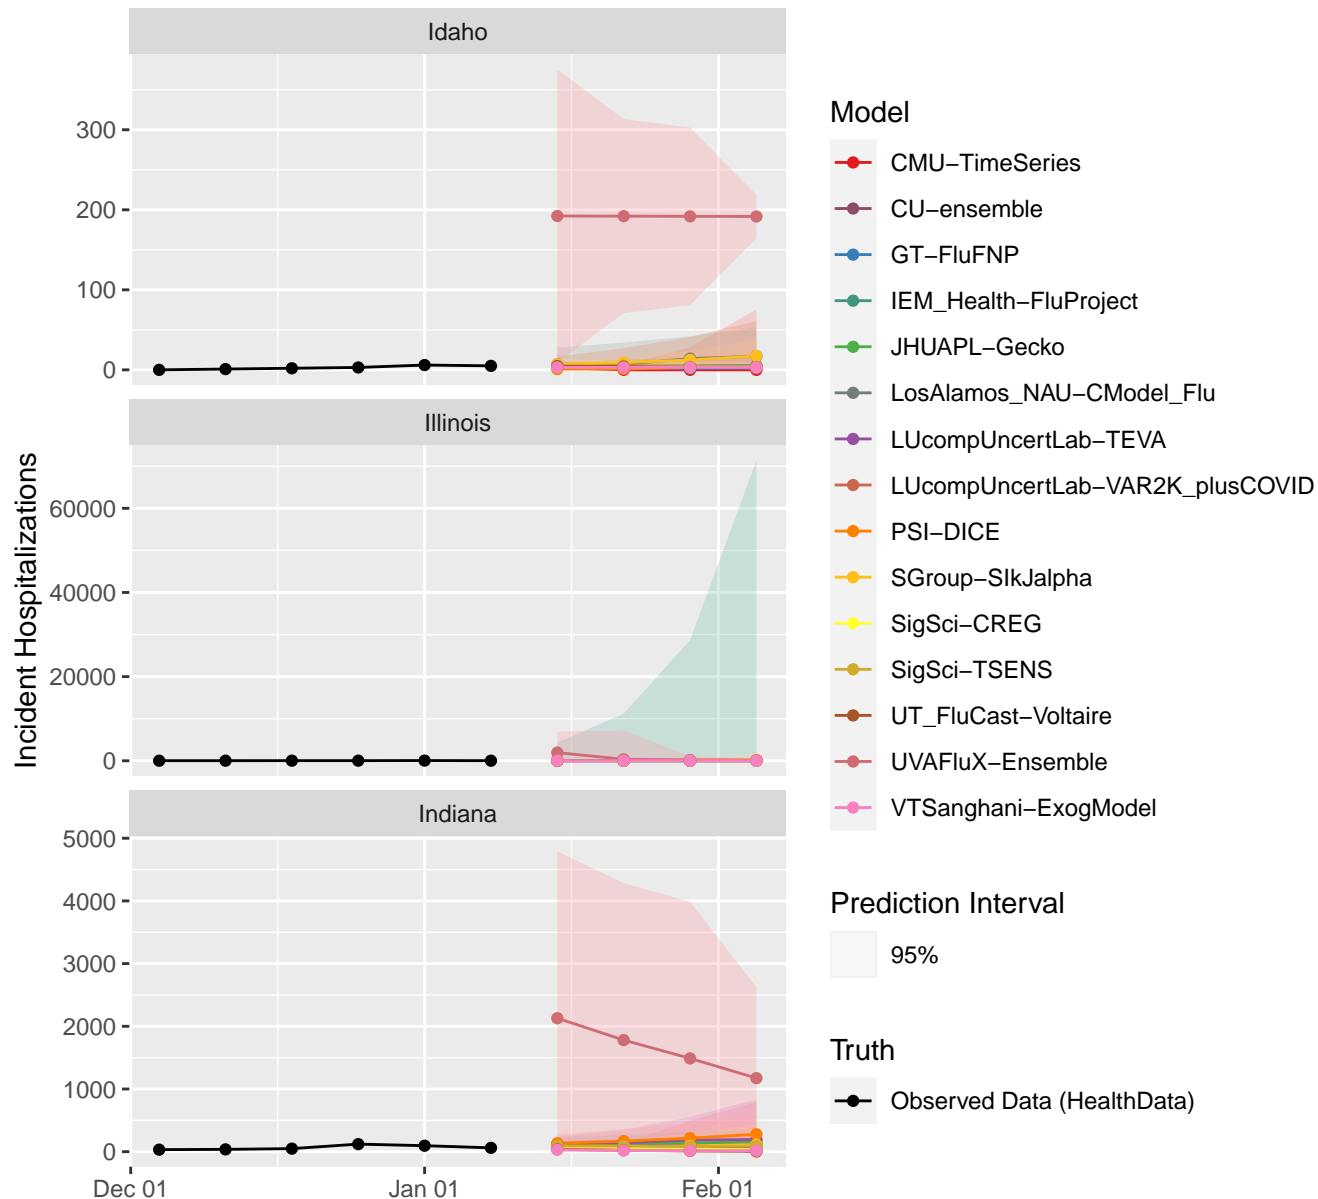 Idaho
300
200
100
0
Illinois
60000
40000
20000
0
Indiana
5000
4000
3000
2000
1000
0
Dec 01
Jan 01
Feb 01
Incident Hospitalizations
Model
CMU−TimeSeries
CU−ensemble
GT−FluFNP
IEM_Health−FluProject
JHUAPL−Gecko
LosAlamos_NAU−CModel_Flu
LUcompUncertLab−TEVA
LUcompUncertLab−VAR2K_plusCOVID
PSI−DICE
SGroup−SIkJalpha
SigSci−CREG
SigSci−TSENS
UT_FluCast−Voltaire
UVAFluX−Ensemble
VTSanghani−ExogModel
Prediction Interval
95%
Truth
Observed Data (HealthData)